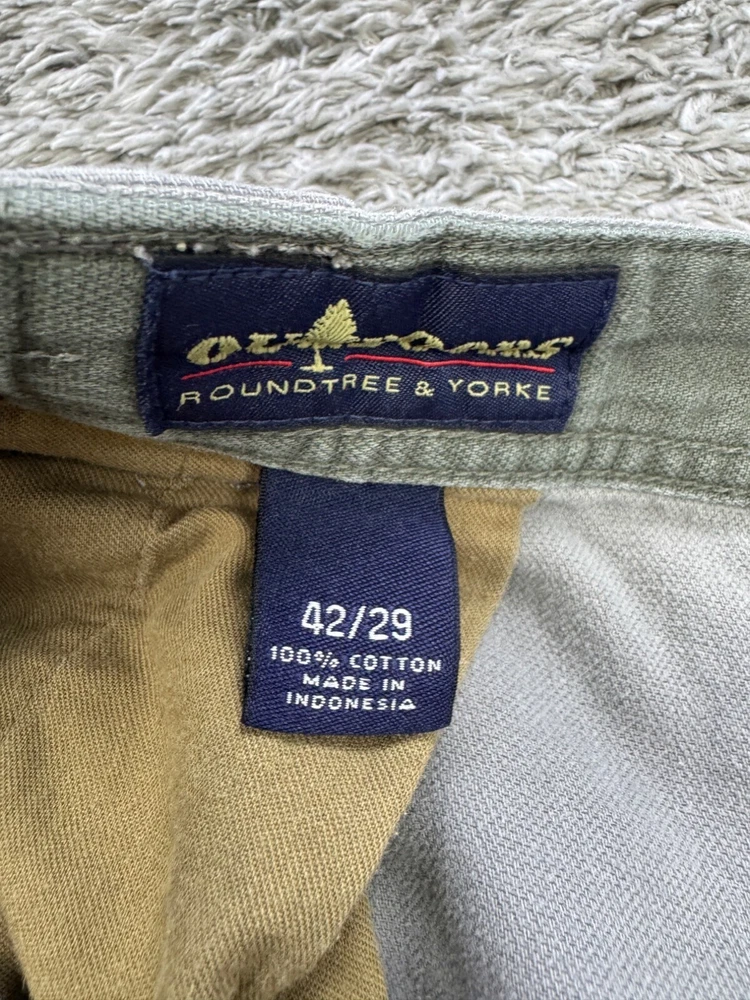 OUTDOORS
ROUNDTREE & YORKE
42/29
100% COTTON
MADE IN
INDONESIA